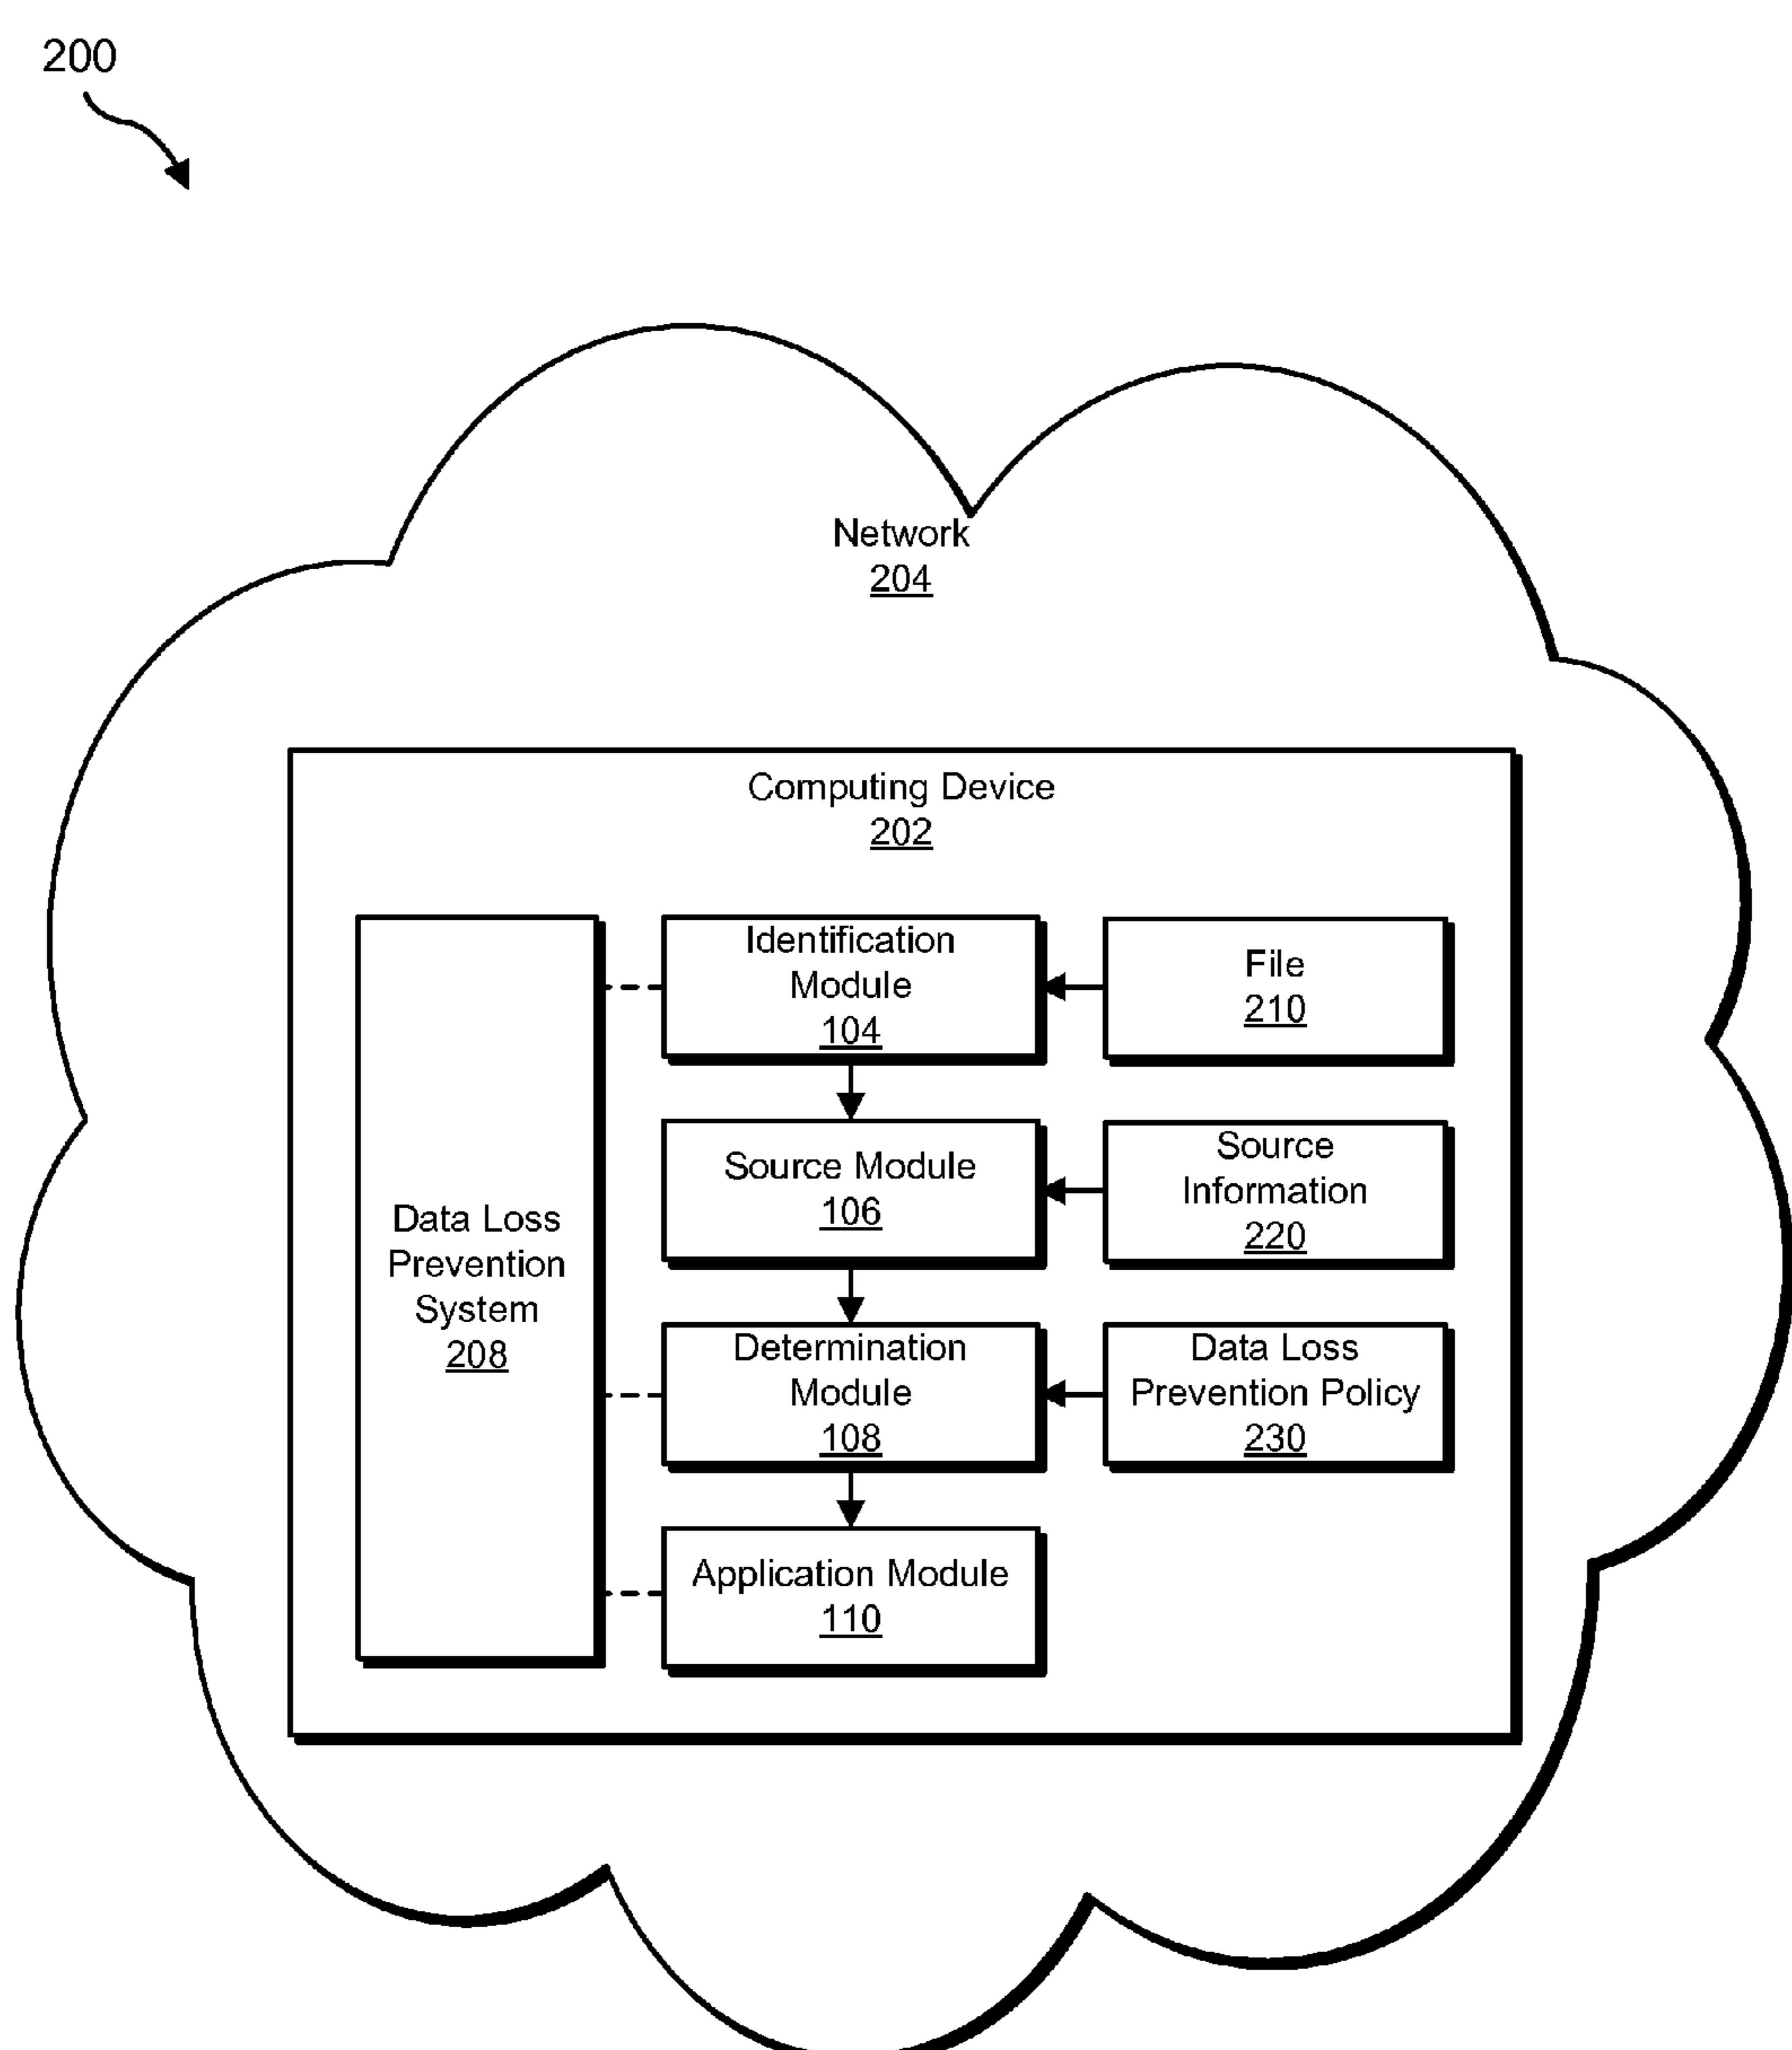 200
Network
204
Computing Device
202
Data Loss
Prevention
System
208
Identification
Module
104
File
210
Source Module
106
Source
Information
220
Determination
Module
108
Data Loss
Prevention Policy
230
Application Module
110